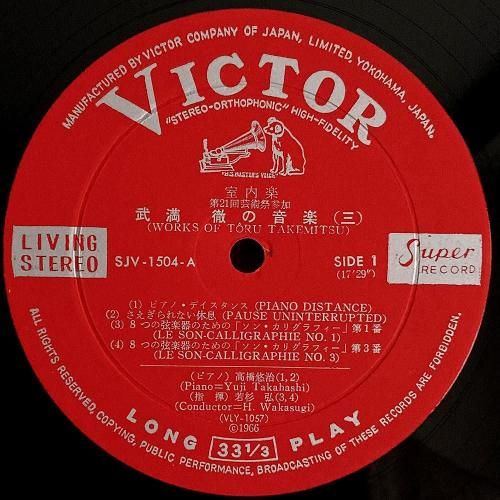 MANUFACTURED BY VICTOR COMPANY OF JAPAN, LIMITED, YOKOHAMA, JAPAN.
VICTOR
"STEREO-ORTHOPHONIC" HIGH-FIDELITY
"HIS MASTER'S VOICE"
室内楽
第21回芸術祭参加
武満 徹の音楽(三)
(WORKS OF TŌRU TAKEMITSU)
LIVING
STEREO
SJV-1504-A
SIDE 1
(17'29")
Super
RECORD
(1) ピアノ・デイスタンス (PIANO DISTANCE)
(2) さえぎられない休息 (PAUSE UNINTERRUPTED)
(3) 8つの弦楽器のための「ソン・カリグラフィー」第1番
(LE SON-CALLIGRAPHIE NO. 1)
(4) 8つの弦楽器のための「ソン・カリグラフィー」第3番
(LE SON-CALLIGRAPHIE NO. 3)
(ピアノ) 高橋悠治(1,2)
(Piano=Yuji Takahashi)
(指 揮) 若杉 弘(3,4)
(Conductor=H. Wakasugi)
(VLY-1057)
©1966
LONG 33 1/3 PLAY
ALL RIGHTS RESERVED, COPYING, PUBLIC PERFORMANCE, BROADCASTING OF THESE RECORDS ARE FORBIDDEN.